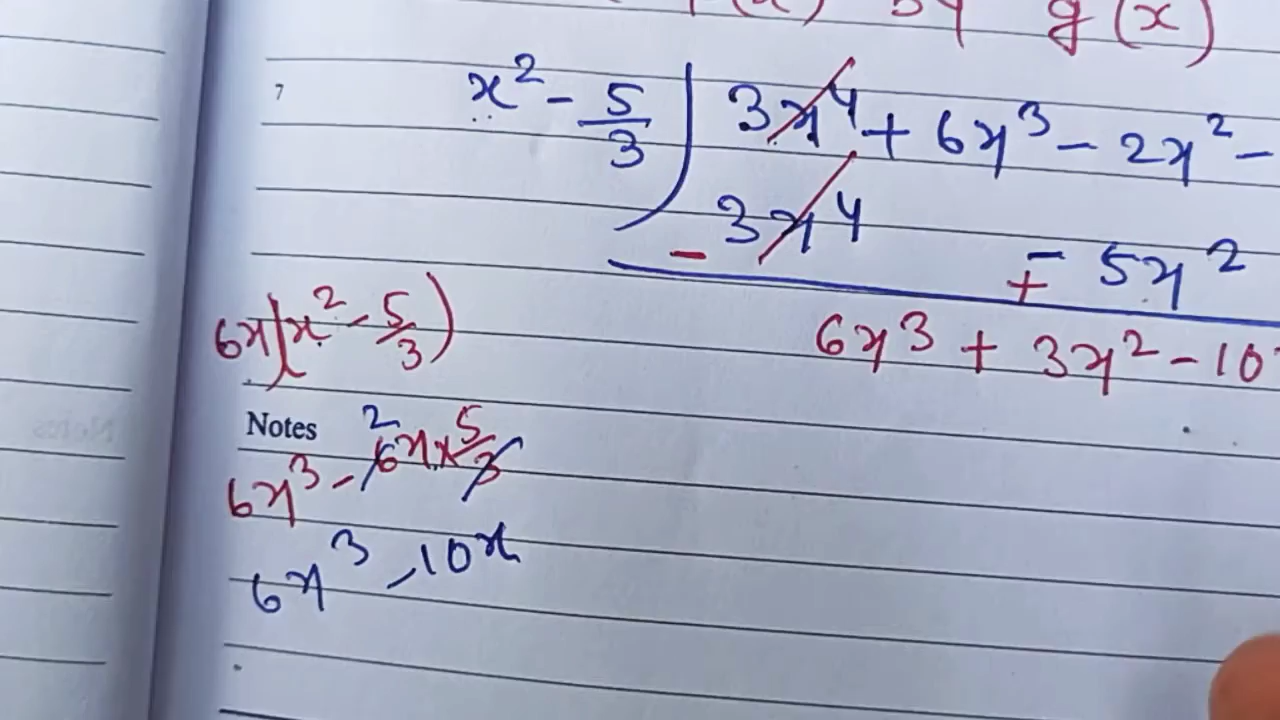 p(x) by g(x)
7
x² - 5/3 ) 3x⁴ + 6x³ - 2x² -
3x⁴ - 5x²
- +
6x³ + 3x² - 10
6x(x² - 5/3)
Notes
2
6x³ - 6x × 5/3
6x³ - 10x